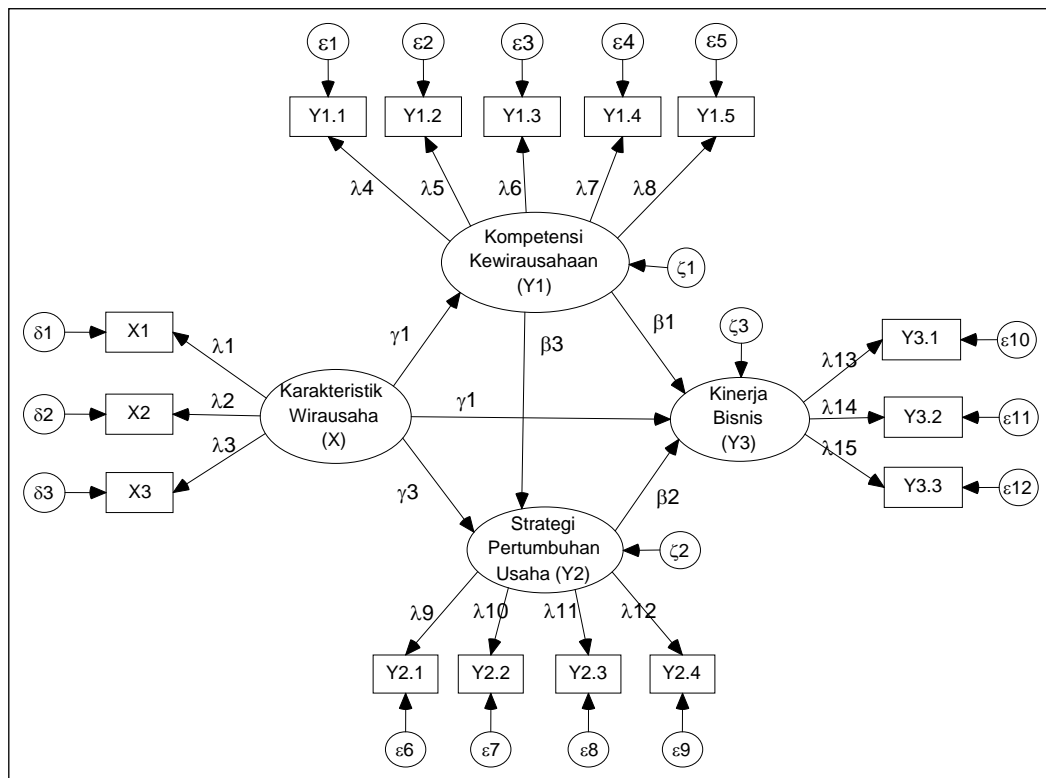 ε1
ε2
ε3
ε4
ε5
Y1.1
Y1.2
Y1.3
Y1.4
Y1.5
λ4
λ5
λ6
λ7
λ8
Kompetensi
Kewirausahaan
(Y1)
ζ1
δ1
X1
λ1
γ1
β3
β1
ζ3
Y3.1
ε10
λ13
δ2
X2
λ2
Karakteristik
Wirausaha
(X)
γ1
Kinerja
Bisnis
(Y3)
λ14
Y3.2
ε11
λ3
λ15
δ3
X3
γ3
β2
Y3.3
ε12
Strategi
Pertumbuhan
Usaha (Y2)
ζ2
λ9
λ10
λ11
λ12
Y2.1
Y2.2
Y2.3
Y2.4
ε6
ε7
ε8
ε9